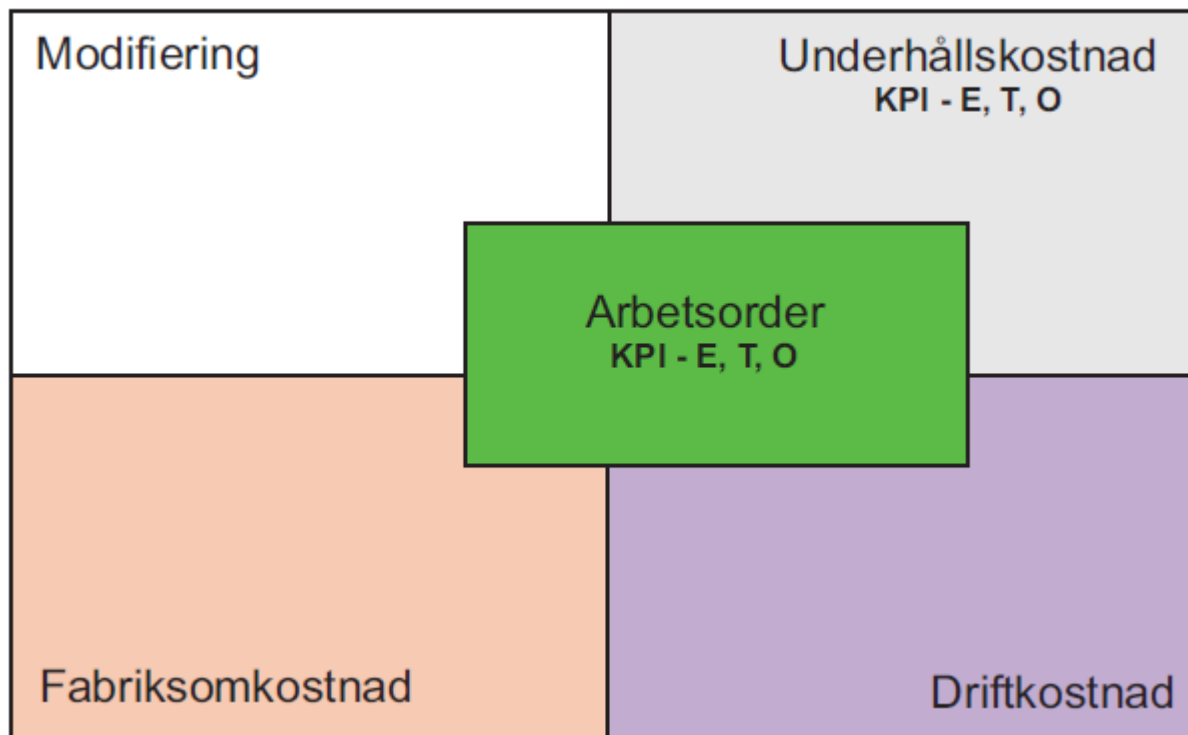 Modifiering
Underhållskostnad
KPI - E, T, O
Arbetsorder
KPI - E, T, O
Fabriksomkostnad
Driftkostnad